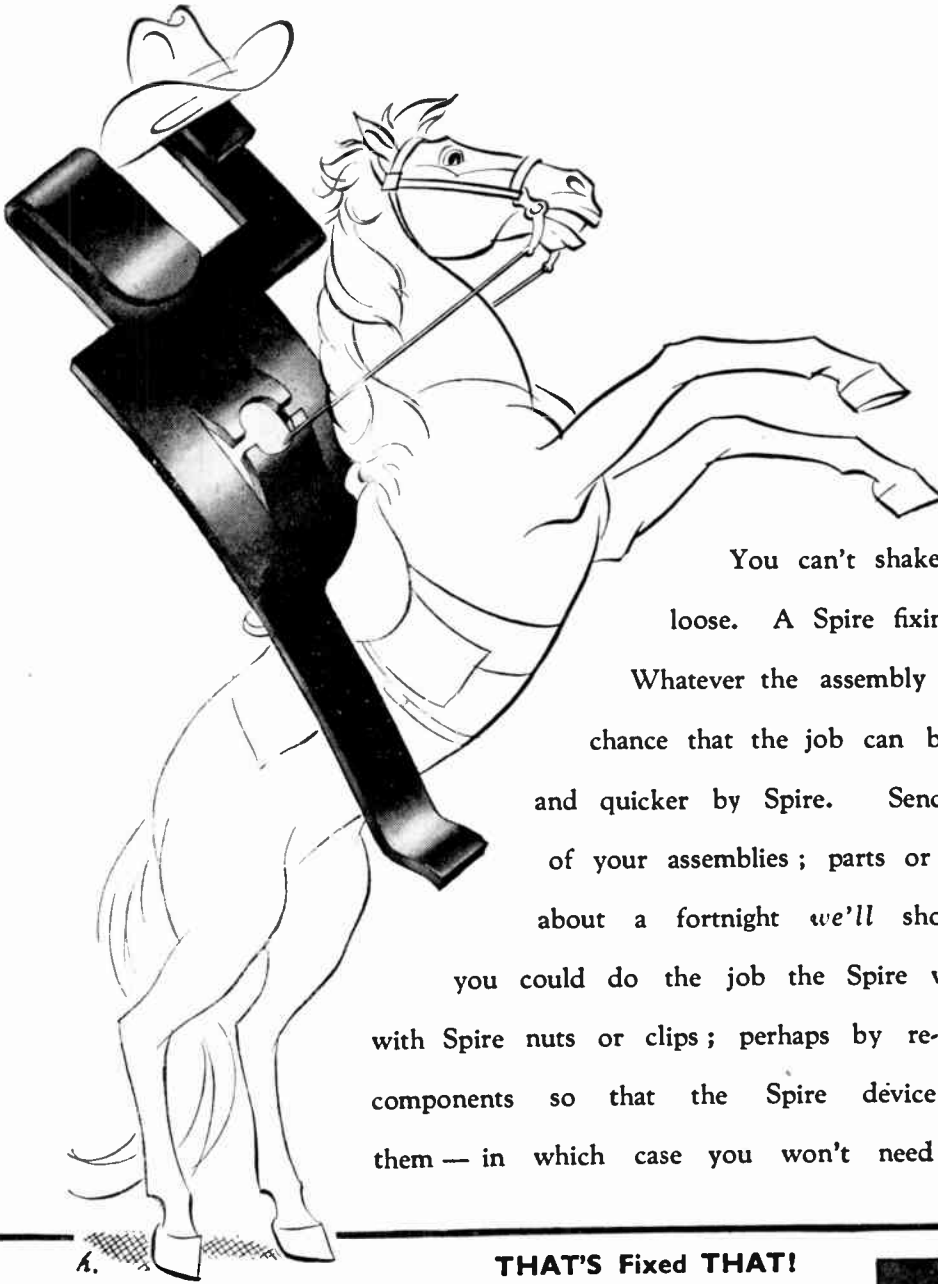 You can't shake
loose. A Spire fixin
Whatever the assembly
chance that the job can b
and quicker by Spire. Send
of your assemblies ; parts or
about a fortnight we'll sho
you could do the job the Spire w
with Spire nuts or clips ; perhaps by re-
components so that the Spire device
them — in which case you won't need
h.
THAT'S Fixed THAT!